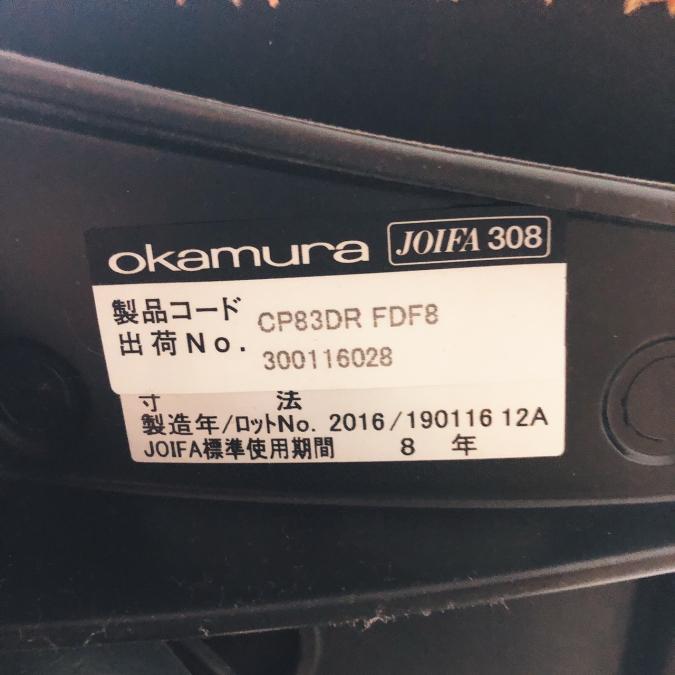 okamura JOIFA 308
製品コード CP83DR FDF8
出荷No. 300116028
寸 法
製造年/ロットNo. 2016/190116 12A
JOIFA標準使用期間 8 年